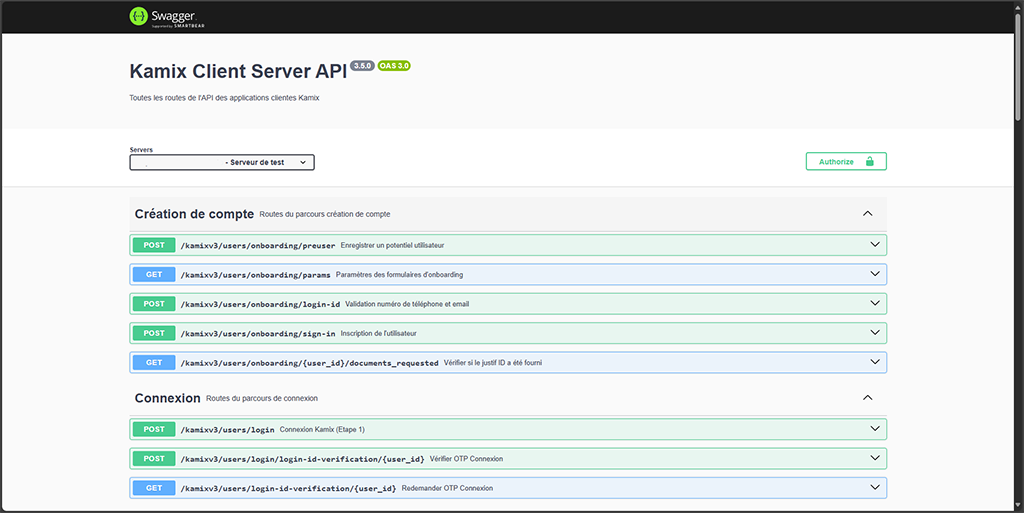 Swagger
Supported by SMARTBEAR
Kamix Client Server API 3.5.0 OAS 3.0
Toutes les routes de l'API des applications clientes Kamix
Servers
- Serveur de test
Authorize
Création de compte Routes du parcours création de compte
POST /kamixv3/users/onboarding/preuser Enregistrer un potentiel utilisateur
GET /kamixv3/users/onboarding/params Paramètres des formulaires d'onboarding
POST /kamixv3/users/onboarding/login-id Validation numéro de téléphone et email
POST /kamixv3/users/onboarding/sign-in Inscription de l'utilisateur
GET /kamixv3/users/onboarding/{user_id}/documents_requested Vérifier si le justif ID a été fourni
Connexion Routes du parcours de connexion
POST /kamixv3/users/login Connexion Kamix (Etape 1)
POST /kamixv3/users/login/login-id-verification/{user_id} Vérifier OTP Connexion
GET /kamixv3/users/login-id-verification/{user_id} Redemander OTP Connexion